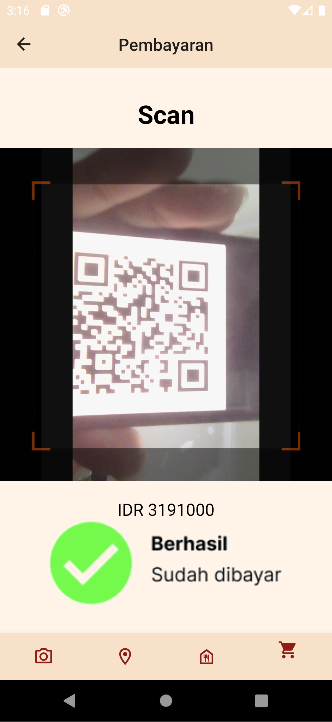 3:16
Pembayaran
Scan
IDR 3191000
Berhasil
Sudah dibayar